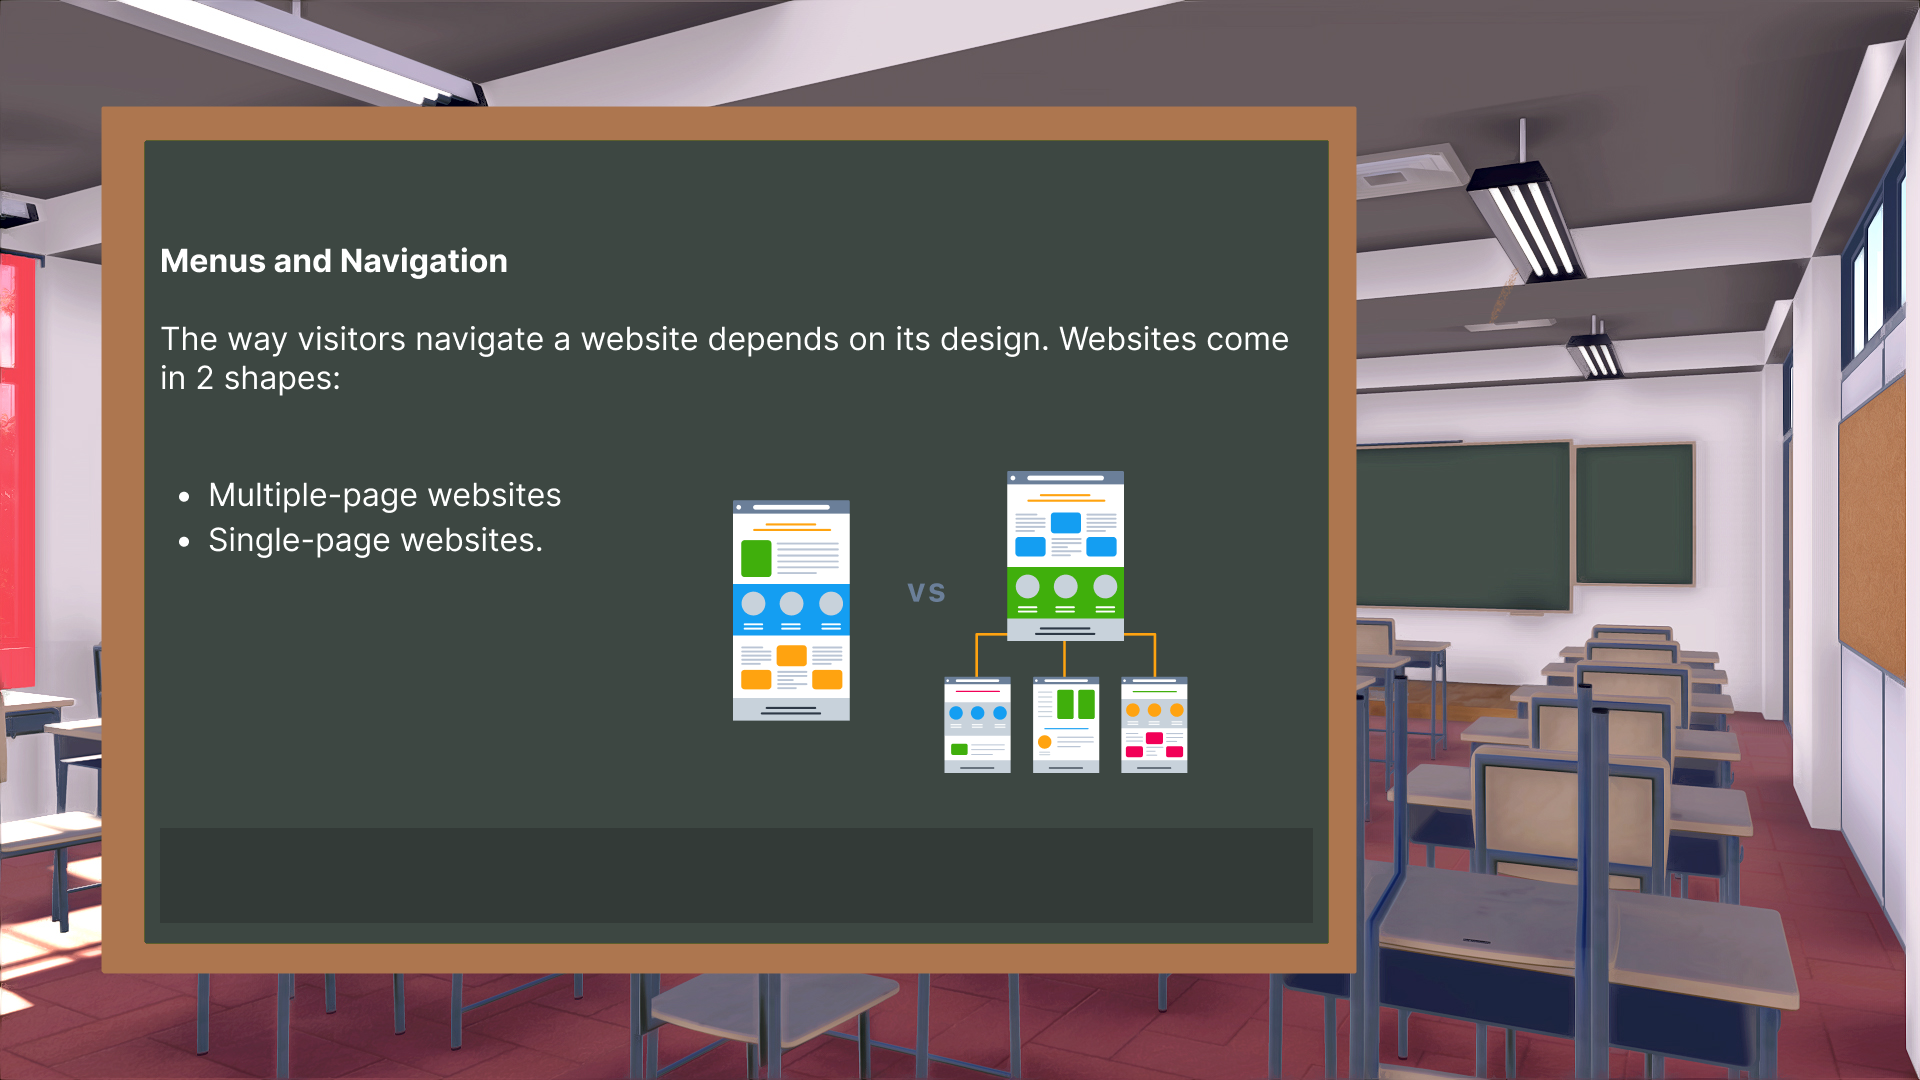 Menus and Navigation
The way visitors navigate a website depends on its design. Websites come
in 2 shapes:
• Multiple-page websites
• Single-page websites.
vs